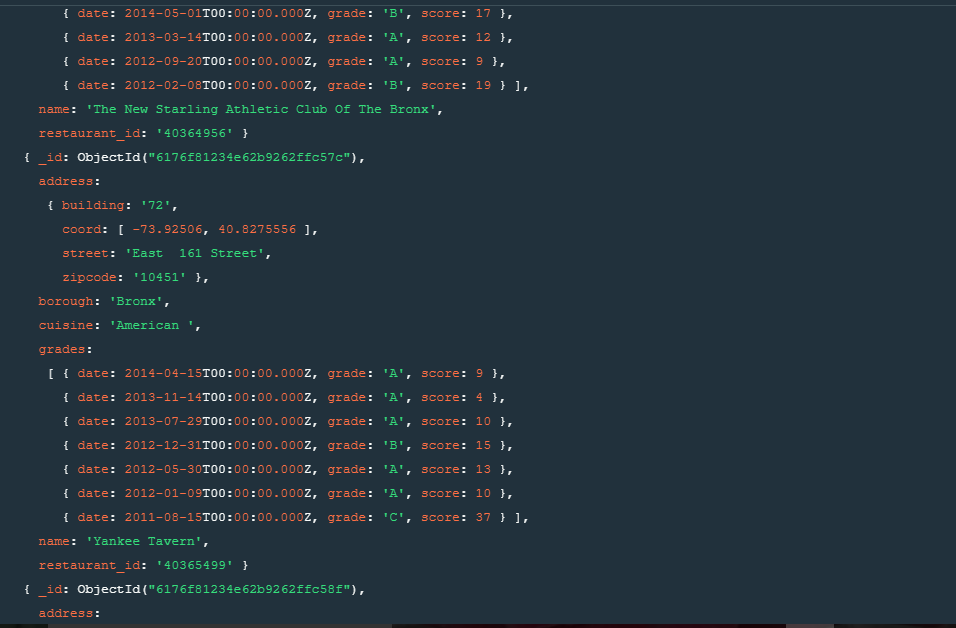 { date: 2014-05-01T00:00:00.000Z, grade: 'B', score: 17 },
{ date: 2013-03-14T00:00:00.000Z, grade: 'A', score: 12 },
{ date: 2012-09-20T00:00:00.000Z, grade: 'A', score: 9 },
{ date: 2012-02-08T00:00:00.000Z, grade: 'B', score: 19 } ],
name: 'The New Starling Athletic Club Of The Bronx',
restaurant_id: '40364956' }
{ _id: ObjectId("6176f81234e62b9262ffc57c"),
address:
{ building: '72',
coord: [ -73.92506, 40.8275556 ],
street: 'East  161 Street',
zipcode: '10451' },
borough: 'Bronx',
cuisine: 'American ',
grades:
[ { date: 2014-04-15T00:00:00.000Z, grade: 'A', score: 9 },
{ date: 2013-11-14T00:00:00.000Z, grade: 'A', score: 4 },
{ date: 2013-07-29T00:00:00.000Z, grade: 'A', score: 10 },
{ date: 2012-12-31T00:00:00.000Z, grade: 'B', score: 15 },
{ date: 2012-05-30T00:00:00.000Z, grade: 'A', score: 13 },
{ date: 2012-01-09T00:00:00.000Z, grade: 'A', score: 10 },
{ date: 2011-08-15T00:00:00.000Z, grade: 'C', score: 37 } ],
name: 'Yankee Tavern',
restaurant_id: '40365499' }
{ _id: ObjectId("6176f81234e62b9262ffc58f"),
address: